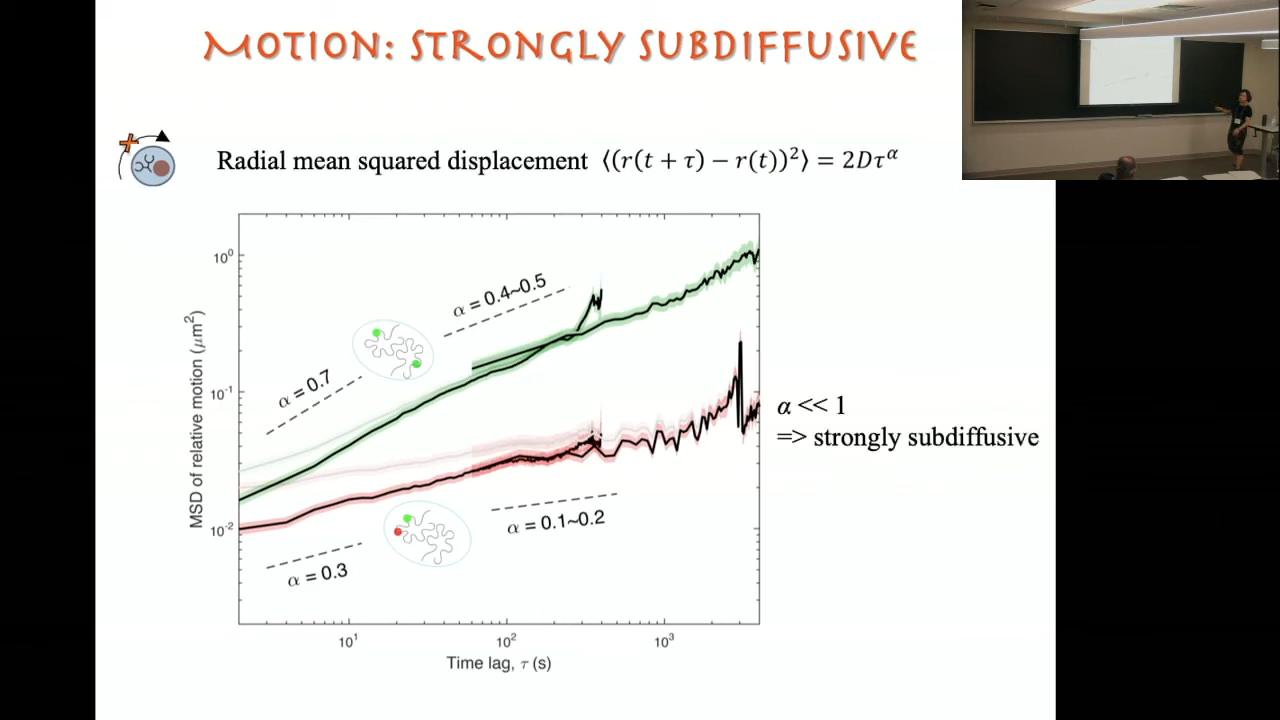 MOTION: STRONGLY SUBDIFFUSIVE
Radial mean squared displacement ⟨(r(t + τ) − r(t))²⟩ = 2Dτ^α
10⁰
10⁻¹
10⁻²
MSD of relative motion (μm²)
α = 0.7
α = 0.4~0.5
α = 0.3
α = 0.1~0.2
α << 1
=> strongly subdiffusive
10¹
10²
10³
Time lag, τ (s)